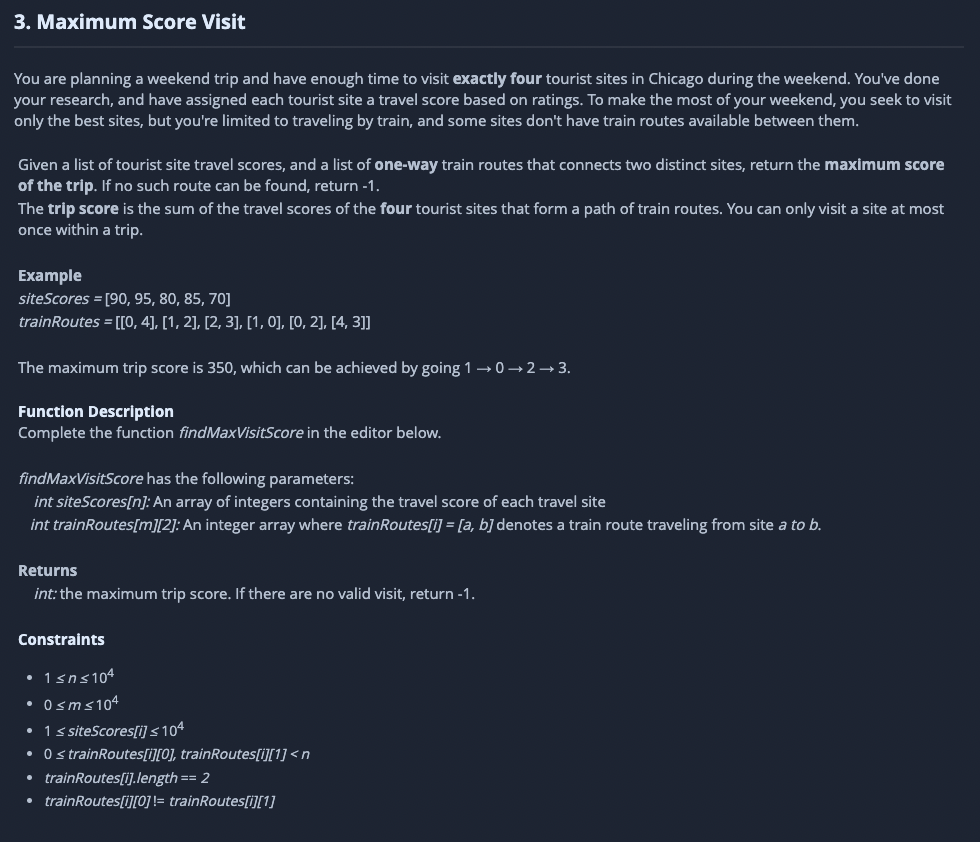 3. Maximum Score Visit
You are planning a weekend trip and have enough time to visit exactly four tourist sites in Chicago during the weekend. You've done
your research, and have assigned each tourist site a travel score based on ratings. To make the most of your weekend, you seek to visit
only the best sites, but you're limited to traveling by train, and some sites don't have train routes available between them.
Given a list of tourist site travel scores, and a list of one-way train routes that connects two distinct sites, return the maximum score
of the trip. If no such route can be found, return -1.
The trip score is the sum of the travel scores of the four tourist sites that form a path of train routes. You can only visit a site at most
once within a trip.
Example
siteScores = [90, 95, 80, 85, 70]
trainRoutes = [[0, 4], [1, 2], [2, 3], [1, 0], [0, 2], [4, 3]]
The maximum trip score is 350, which can be achieved by going 1 → 0 → 2 → 3.
Function Description
Complete the function findMaxVisitScore in the editor below.
findMaxVisitScore has the following parameters:
int siteScores[n]: An array of integers containing the travel score of each travel site
int trainRoutes[m][2]: An integer array where trainRoutes[i] = [a, b] denotes a train route traveling from site a to b.
Returns
int: the maximum trip score. If there are no valid visit, return -1.
Constraints
• 1 ≤ n ≤ 10⁴
• 0 ≤ m ≤ 10⁴
• 1 ≤ siteScores[i] ≤ 10⁴
• 0 ≤ trainRoutes[i][0], trainRoutes[i][1] < n
• trainRoutes[i].length == 2
• trainRoutes[i][0] != trainRoutes[i][1]